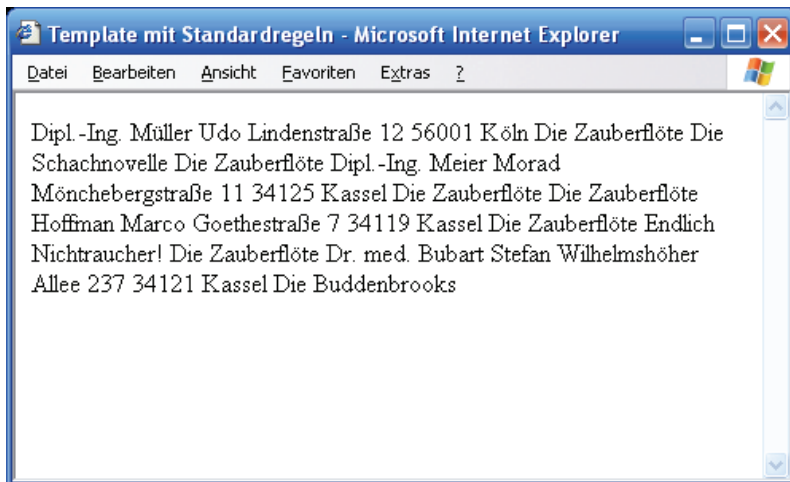 Template mit Standardregeln - Microsoft Internet Explorer
Datei Bearbeiten Ansicht Favoriten Extras ?
Dipl.-Ing. Müller Udo Lindenstraße 12 56001 Köln Die Zauberflöte Die
Schachnovelle Die Zauberflöte Dipl.-Ing. Meier Morad
Mönchebergstraße 11 34125 Kassel Die Zauberflöte Die Zauberflöte
Hoffman Marco Goethestraße 7 34119 Kassel Die Zauberflöte Endlich
Nichtraucher! Die Zauberflöte Dr. med. Bubart Stefan Wilhelmshöher
Allee 237 34121 Kassel Die Buddenbrooks